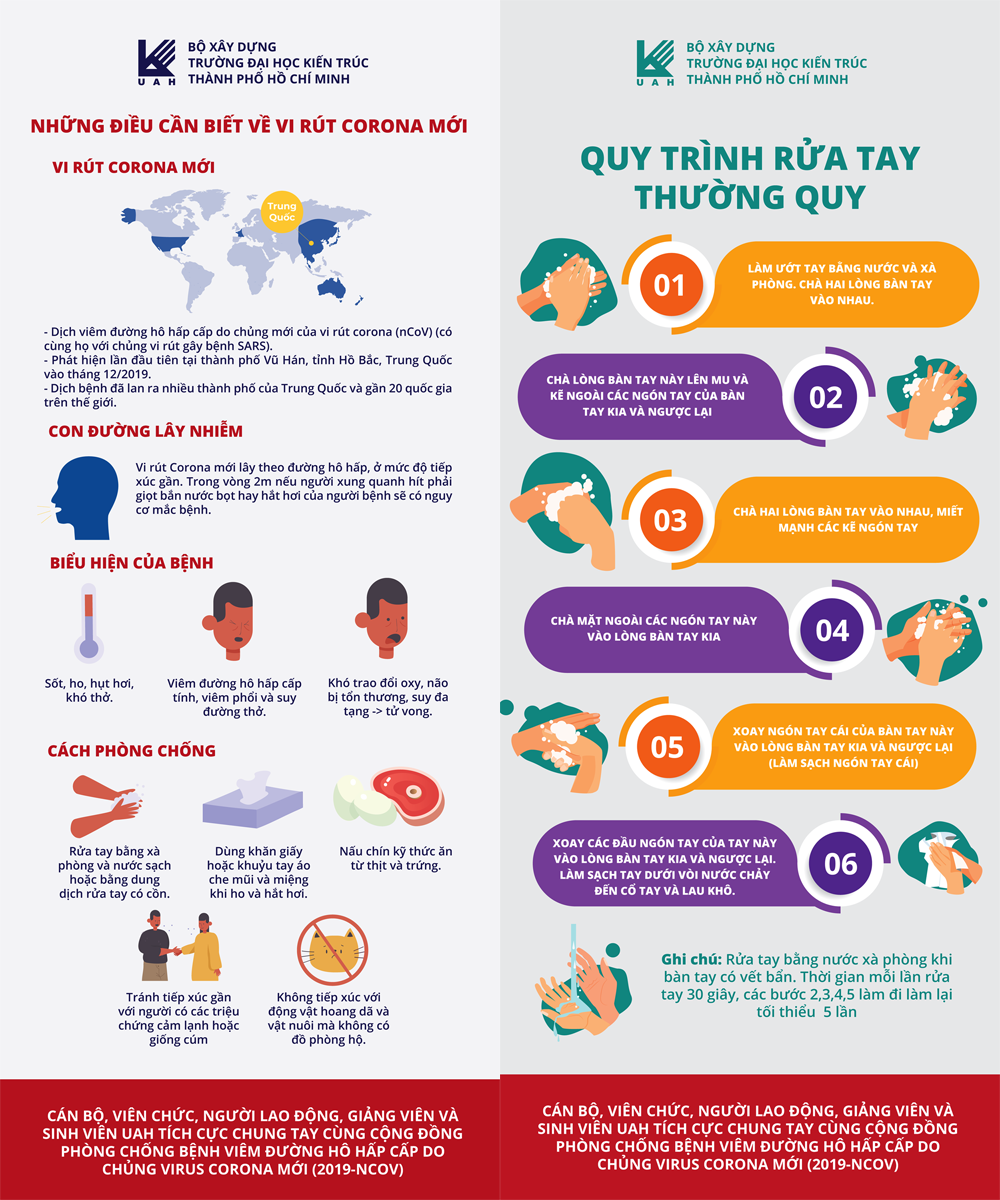 UAH
BỘ XÂY DỰNG
TRƯỜNG ĐẠI HỌC KIẾN TRÚC
THÀNH PHỐ HỒ CHÍ MINH
NHỮNG ĐIỀU CẦN BIẾT VỀ VI RÚT CORONA MỚI
VI RÚT CORONA MỚI
Trung
Quốc
- Dịch viêm đường hô hấp cấp do chủng mới của vi rút corona (nCoV) (có
cùng họ với chủng vi rút gây bệnh SARS).
- Phát hiện lần đầu tiên tại thành phố Vũ Hán, tỉnh Hồ Bắc, Trung Quốc
vào tháng 12/2019.
- Dịch bệnh đã lan ra nhiều thành phố của Trung Quốc và gần 20 quốc gia
trên thế giới.
CON ĐƯỜNG LÂY NHIỄM
Vi rút Corona mới lây theo đường hô hấp, ở mức độ tiếp
xúc gần. Trong vòng 2m nếu người xung quanh hít phải
giọt bắn nước bọt hay hắt hơi của người bệnh sẽ có nguy
cơ mắc bệnh.
BIỂU HIỆN CỦA BỆNH
Sốt, ho, hụt hơi,
khó thở.
Viêm đường hô hấp cấp
tính, viêm phổi và suy
đường thở.
Khó trao đổi oxy, não
bị tổn thương, suy đa
tạng -> tử vong.
CÁCH PHÒNG CHỐNG
Rửa tay bằng xà
phòng và nước sạch
hoặc bằng dung
dịch rửa tay có cồn.
Dùng khăn giấy
hoặc khuỷu tay áo
che mũi và miệng
khi ho và hắt hơi.
Nấu chín kỹ thức ăn
từ thịt và trứng.
Tránh tiếp xúc gần
với người có các triệu
chứng cảm lạnh hoặc
giống cúm
Không tiếp xúc với
động vật hoang dã và
vật nuôi mà không có
đồ phòng hộ.
CÁN BỘ, VIÊN CHỨC, NGƯỜI LAO ĐỘNG, GIẢNG VIÊN VÀ
SINH VIÊN UAH TÍCH CỰC CHUNG TAY CÙNG CỘNG ĐỒNG
PHÒNG CHỐNG BỆNH VIÊM ĐƯỜNG HÔ HẤP CẤP DO
CHỦNG VIRUS CORONA MỚI (2019-NCOV)
UAH
BỘ XÂY DỰNG
TRƯỜNG ĐẠI HỌC KIẾN TRÚC
THÀNH PHỐ HỒ CHÍ MINH
QUY TRÌNH RỬA TAY
THƯỜNG QUY
01
LÀM ƯỚT TAY BẰNG NƯỚC VÀ XÀ
PHÒNG. CHÀ HAI LÒNG BÀN TAY
VÀO NHAU.
CHÀ LÒNG BÀN TAY NÀY LÊN MU VÀ
KẼ NGOÀI CÁC NGÓN TAY CỦA BÀN
TAY KIA VÀ NGƯỢC LẠI
02
03
CHÀ HAI LÒNG BÀN TAY VÀO NHAU, MIẾT
MẠNH CÁC KẼ NGÓN TAY
CHÀ MẶT NGOÀI CÁC NGÓN TAY NÀY
VÀO LÒNG BÀN TAY KIA
04
05
XOAY NGÓN TAY CÁI CỦA BÀN TAY NÀY
VÀO LÒNG BÀN TAY KIA VÀ NGƯỢC LẠI
(LÀM SẠCH NGÓN TAY CÁI)
XOAY CÁC ĐẦU NGÓN TAY CỦA TAY NÀY
VÀO LÒNG BÀN TAY KIA VÀ NGƯỢC LẠI.
LÀM SẠCH TAY DƯỚI VÒI NƯỚC CHẢY
ĐẾN CỔ TAY VÀ LAU KHÔ.
06
Ghi chú: Rửa tay bằng nước xà phòng khi
bàn tay có vết bẩn. Thời gian mỗi lần rửa
tay 30 giây, các bước 2,3,4,5 làm đi làm lại
tối thiểu 5 lần
CÁN BỘ, VIÊN CHỨC, NGƯỜI LAO ĐỘNG, GIẢNG VIÊN VÀ
SINH VIÊN UAH TÍCH CỰC CHUNG TAY CÙNG CỘNG ĐỒNG
PHÒNG CHỐNG BỆNH VIÊM ĐƯỜNG HÔ HẤP CẤP DO
CHỦNG VIRUS CORONA MỚI (2019-NCOV)